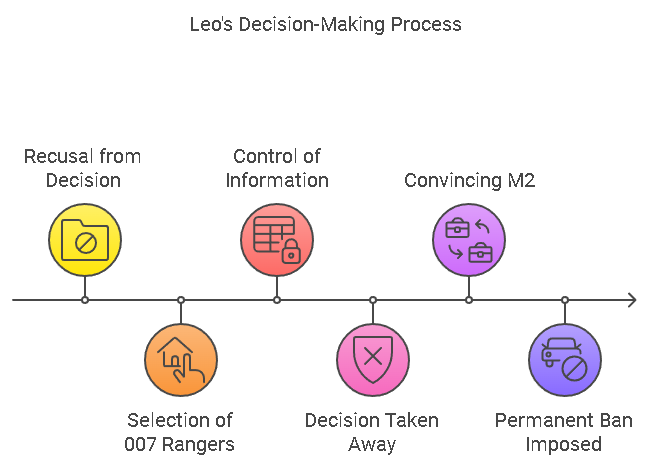 Leo's Decision-Making Process
Recusal from
Decision
Control of
Information
Convincing M2
Selection of
007 Rangers
Decision Taken
Away
Permanent Ban
Imposed